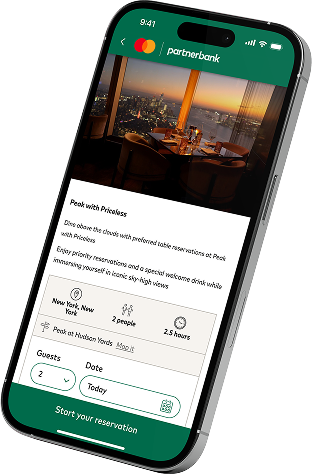 9:41
partnerbank
Peak with Priceless
Dine above the clouds with preferred table reservations at Peak
with Priceless
Enjoy priority reservations and a special welcome drink while
immersing yourself in iconic sky-high views
New York, New
York
2 people
2,5 hours
Peak at Hudson Yards Map it
Guests Date
2 Today
Start your reservation